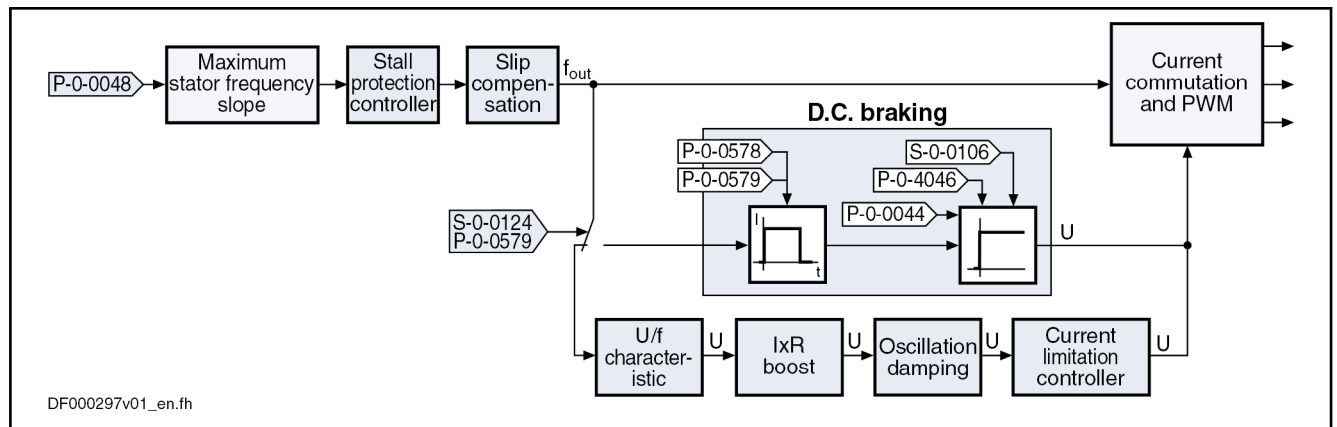 P-0-0048
Maximum
stator frequency
slope
Stall
protection
controller
Slip
compen-
sation
fout
Current
commutation
and PWM
D.C. braking
P-0-0578
P-0-0579
S-0-0106
P-0-4046
P-0-0044
S-0-0124
P-0-0579
I
t
U
U/f
character-
istic
U
IxR
boost
U
Oscillation
damping
U
Current
limitation
controller
U
DF000297v01_en.fh